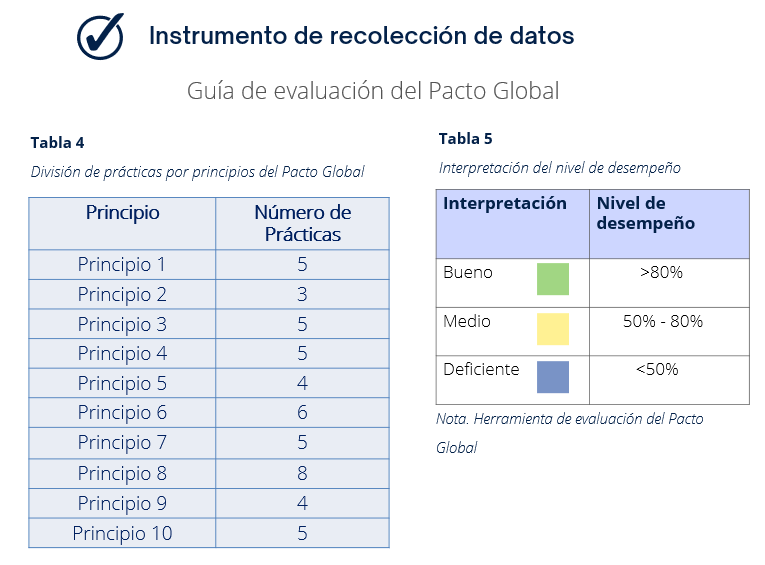 Instrumento de recolección de datos
Guía de evaluación del Pacto Global
Tabla 4
División de prácticas por principios del Pacto Global
Principio Número de
Prácticas
Principio 1 5
Principio 2 3
Principio 3 5
Principio 4 5
Principio 5 4
Principio 6 6
Principio 7 5
Principio 8 8
Principio 9 4
Principio 10 5
Tabla 5
Interpretación del nivel de desempeño
Interpretación Nivel de
desempeño
Bueno >80%
Medio 50% - 80%
Deficiente <50%
Nota. Herramienta de evaluación del Pacto
Global